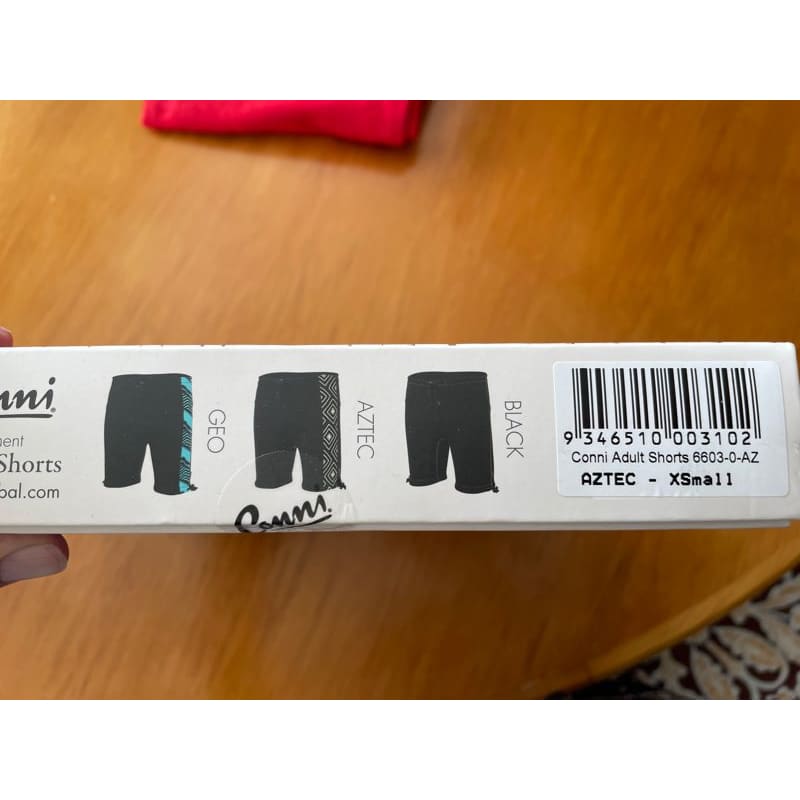 nni®
ment
Shorts
bal.com
GEO
AZTEC
BLACK
Conni.
9 346510 003102
Conni Adult Shorts 6603-0-AZ
AZTEC - XSmall